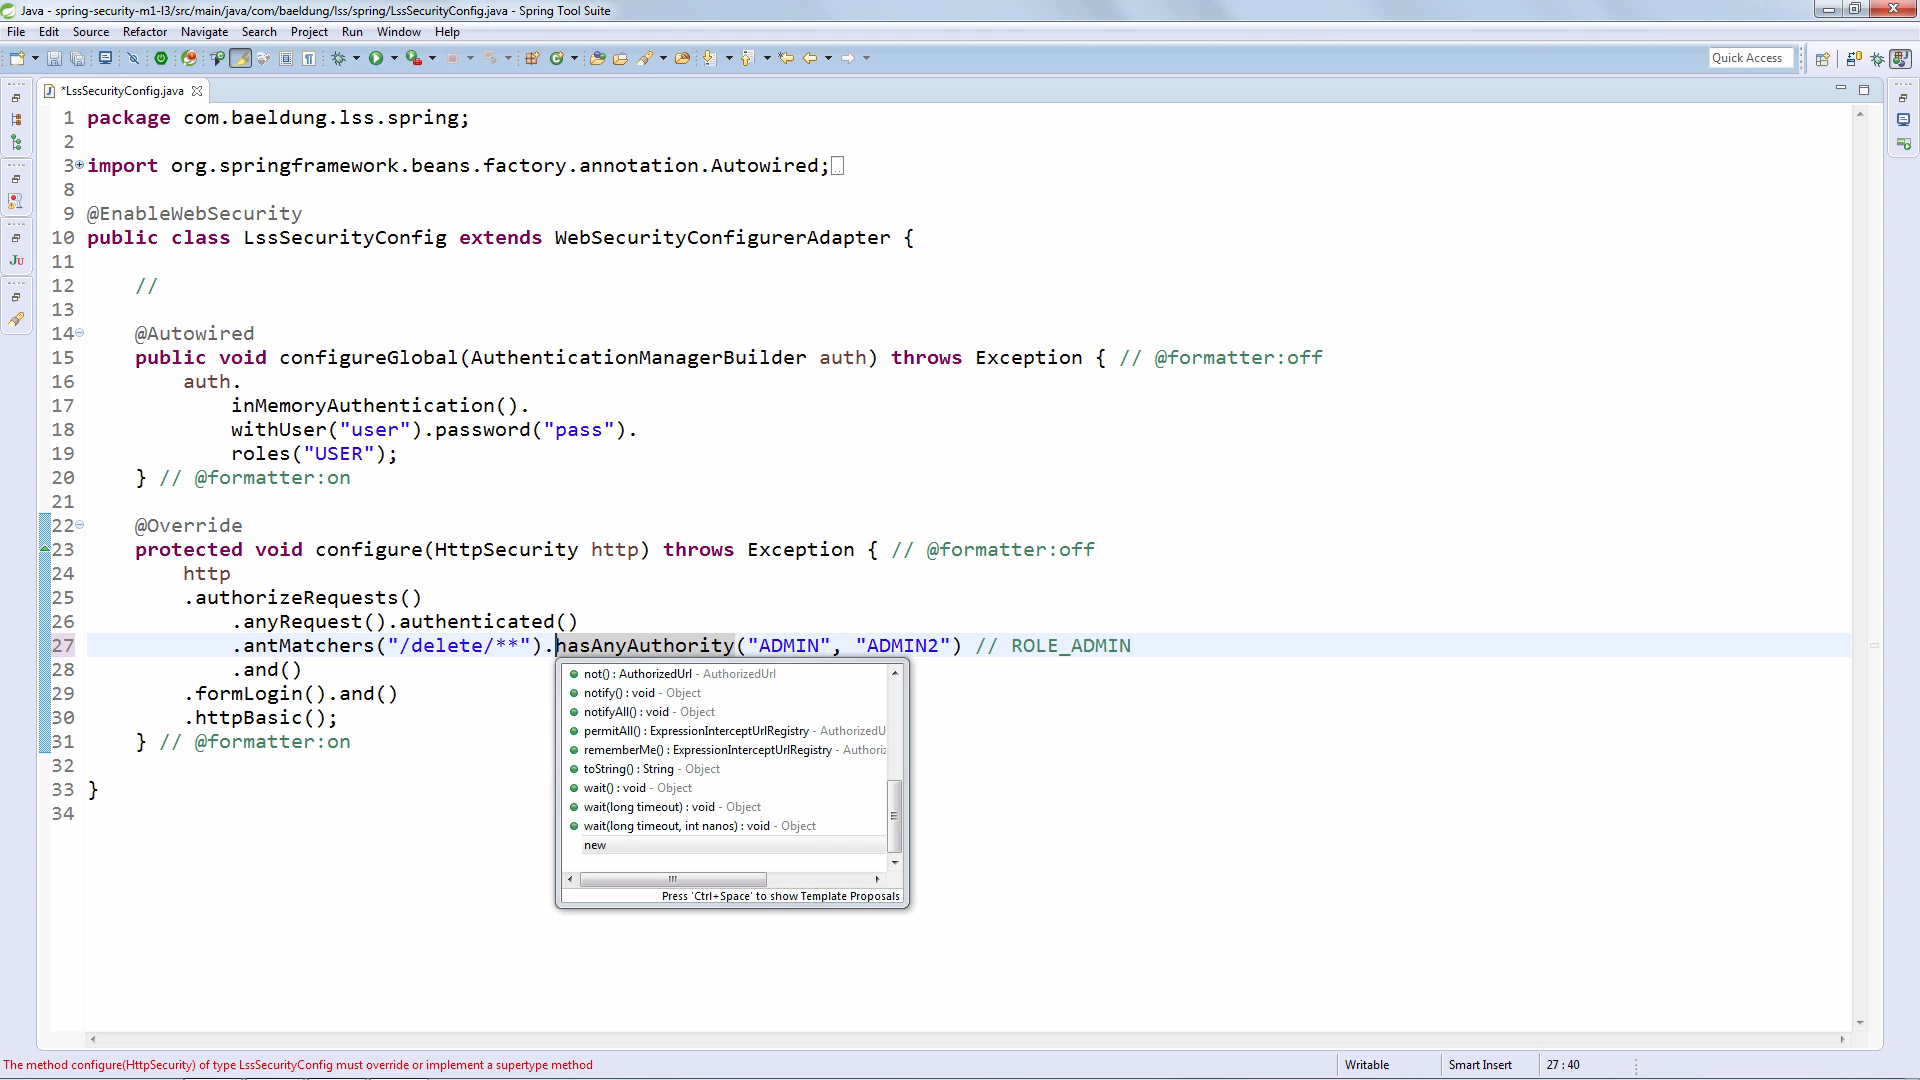 Java - spring-security-m1-l3/src/main/java/com/baeldung/lss/spring/LssSecurityConfig.java - Spring Tool Suite
File Edit Source Refactor Navigate Search Project Run Window Help
Quick Access
*LssSecurityConfig.java
1 package com.baeldung.lss.spring;
2
3 import org.springframework.beans.factory.annotation.Autowired;
8
9 @EnableWebSecurity
10 public class LssSecurityConfig extends WebSecurityConfigurerAdapter {
11
12 //
13
14 @Autowired
15 public void configureGlobal(AuthenticationManagerBuilder auth) throws Exception { // @formatter:off
16 auth.
17 inMemoryAuthentication().
18 withUser("user").password("pass").
19 roles("USER");
20 } // @formatter:on
21
22 @Override
23 protected void configure(HttpSecurity http) throws Exception { // @formatter:off
24 http
25 .authorizeRequests()
26 .anyRequest().authenticated()
27 .antMatchers("/delete/**").hasAnyAuthority("ADMIN", "ADMIN2") // ROLE_ADMIN
28 .and()
29 .formLogin().and()
30 .httpBasic();
31 } // @formatter:on
32
33 }
34
not() : AuthorizedUrl - AuthorizedUrl
notify() : void - Object
notifyAll() : void - Object
permitAll() : ExpressionInterceptUrlRegistry - AuthorizedU
rememberMe() : ExpressionInterceptUrlRegistry - Authoriz
toString() : String - Object
wait() : void - Object
wait(long timeout) : void - Object
wait(long timeout, int nanos) : void - Object
new
Press 'Ctrl+Space' to show Template Proposals
The method configure(HttpSecurity) of type LssSecurityConfig must override or implement a supertype method
Writable
Smart Insert
27 : 40